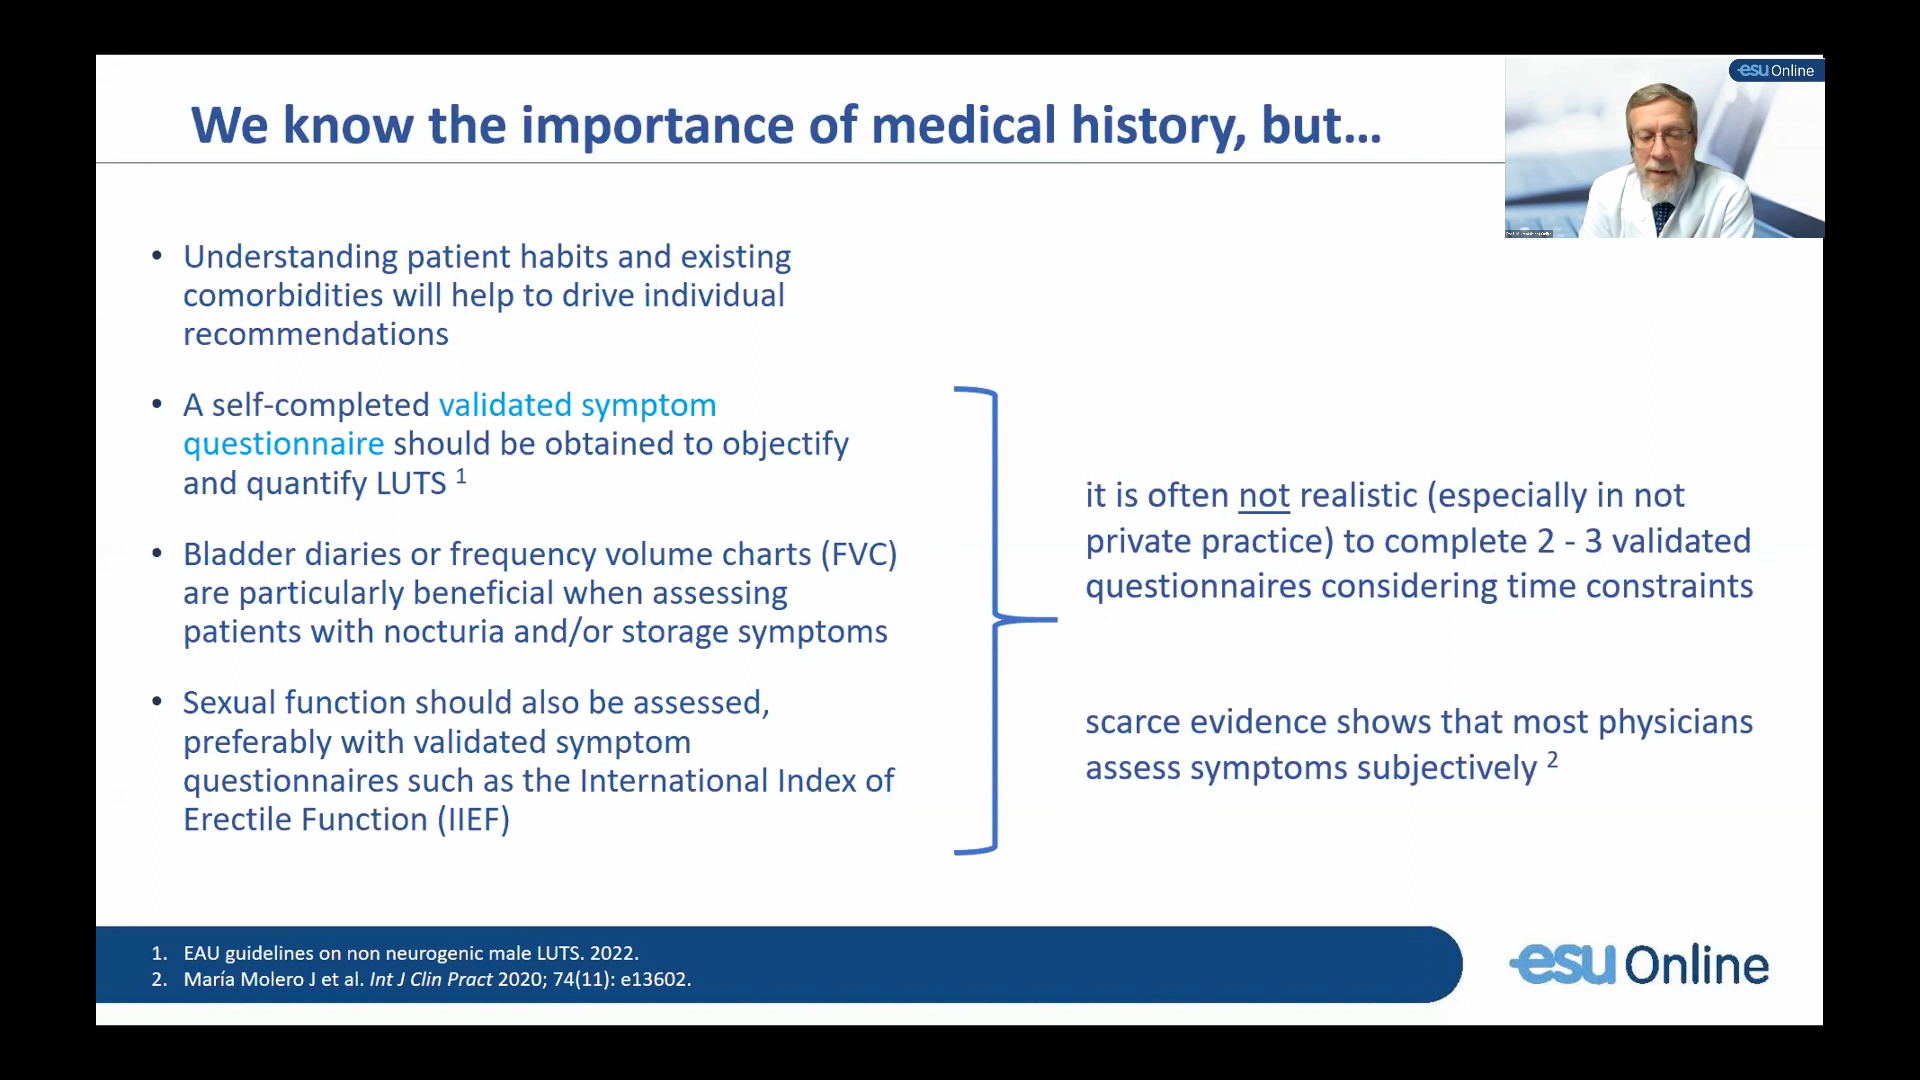 We know the importance of medical history, but...
esu Online
• Understanding patient habits and existing
comorbidities will help to drive individual
recommendations
• A self-completed validated symptom
questionnaire should be obtained to objectify
and quantify LUTS 1
• Bladder diaries or frequency volume charts (FVC)
are particularly beneficial when assessing
patients with nocturia and/or storage symptoms
• Sexual function should also be assessed,
preferably with validated symptom
questionnaires such as the International Index of
Erectile Function (IIEF)
it is often not realistic (especially in not
private practice) to complete 2 - 3 validated
questionnaires considering time constraints
scarce evidence shows that most physicians
assess symptoms subjectively 2
1. EAU guidelines on non neurogenic male LUTS. 2022.
2. María Molero J et al. Int J Clin Pract 2020; 74(11): e13602.
esu Online